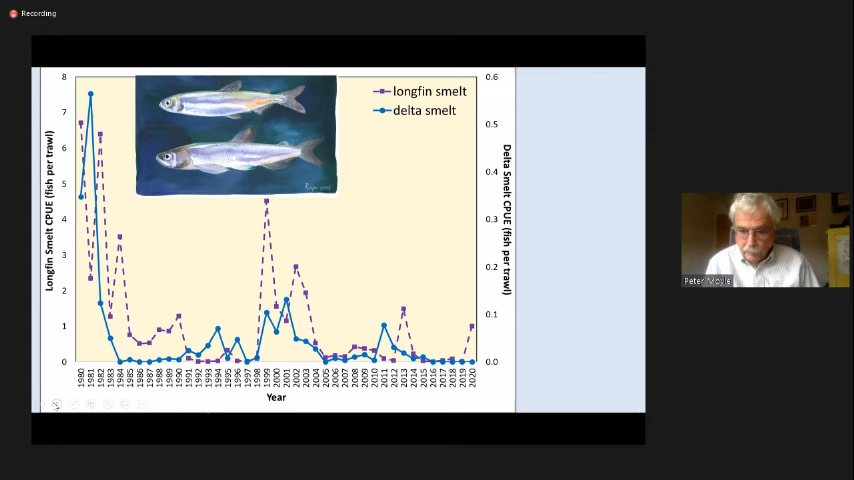 Recording
longfin smelt
delta smelt
Longfin Smelt CPUE (fish per trawl)
8
7
6
5
4
3
2
1
0
0.6
0.5
0.4
0.3
0.2
0.1
0.0
Delta Smelt CPUE (fish per trawl)
1980 1981 1982 1983 1984 1985 1986 1987 1988 1989 1990 1991 1992 1993 1994 1995 1996 1997 1998 1999 2000 2001 2002 2003 2004 2005 2006 2007 2008 2009 2010 2011 2012 2013 2014 2015 2016 2017 2018 2019 2020
Year
Peter Moyle